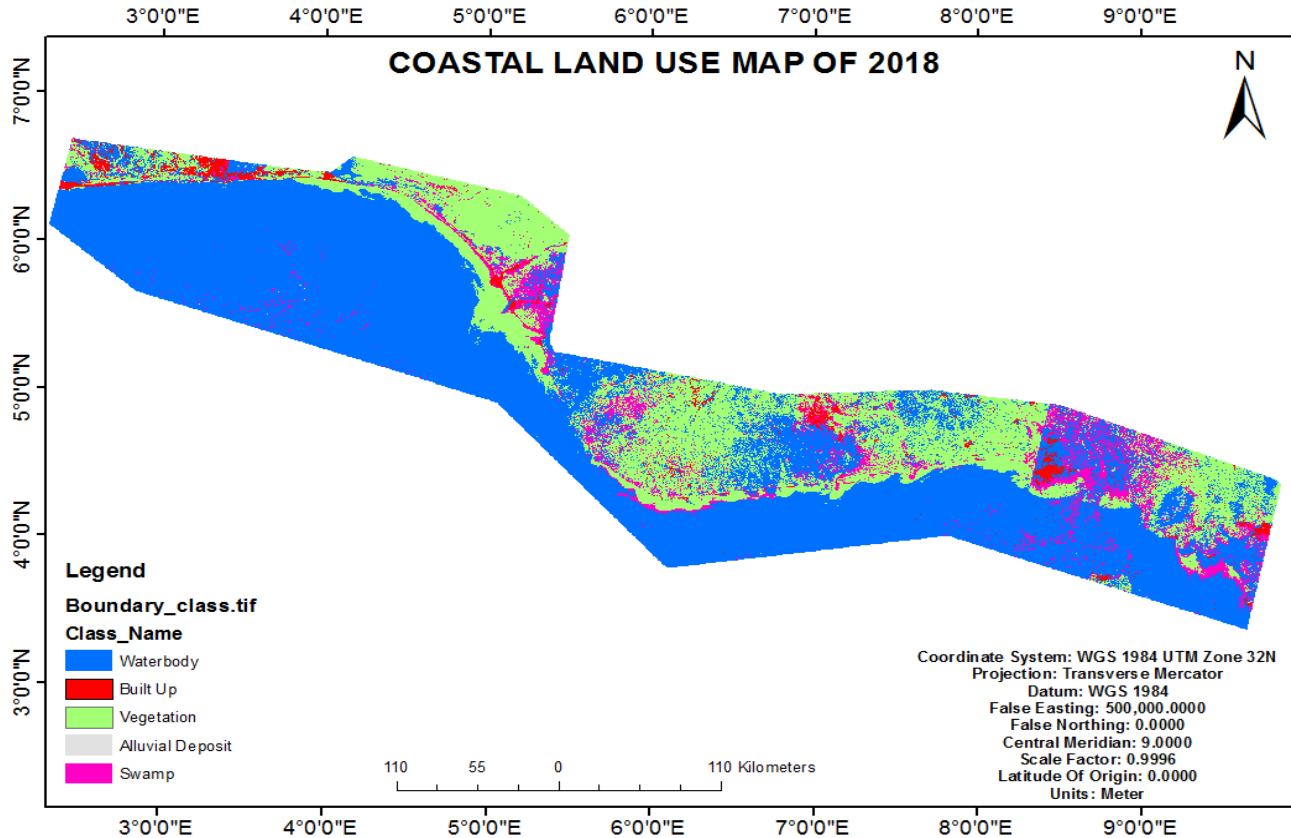 3°0'0"E 4°0'0"E 5°0'0"E 6°0'0"E 7°0'0"E 8°0'0"E 9°0'0"E
COASTAL LAND USE MAP OF 2018
N
7°0'0"N
6°0'0"N
5°0'0"N
4°0'0"N
3°0'0"N
Legend
Boundary_class.tif
Class_Name
Waterbody
Built Up
Vegetation
Alluvial Deposit
Swamp
110 55 0 110 Kilometers
Coordinate System: WGS 1984 UTM Zone 32N
Projection: Transverse Mercator
Datum: WGS 1984
False Easting: 500,000.0000
False Northing: 0.0000
Central Meridian: 9.0000
Scale Factor: 0.9996
Latitude Of Origin: 0.0000
Units: Meter
3°0'0"E 4°0'0"E 5°0'0"E 6°0'0"E 7°0'0"E 8°0'0"E 9°0'0"E